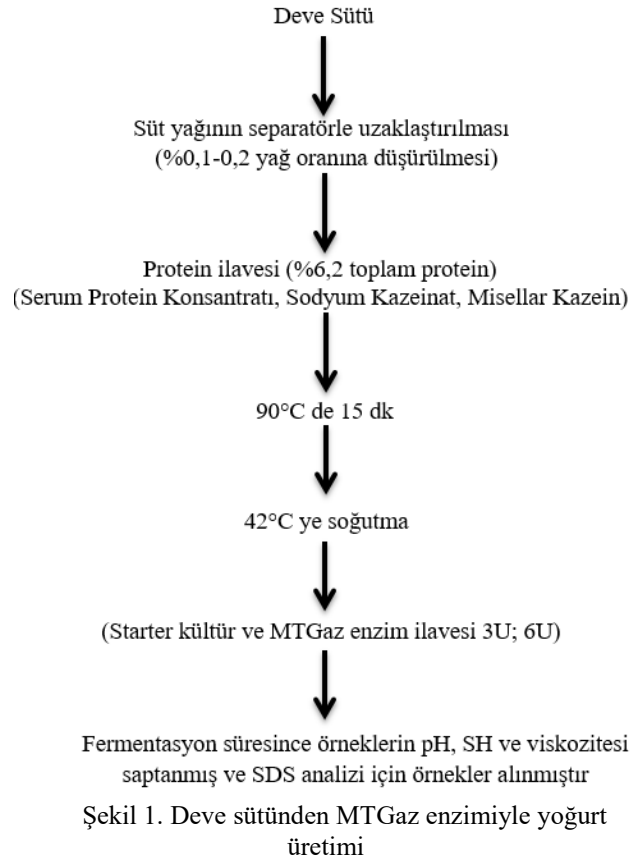 Deve Sütü
Süt yağının separatörle uzaklaştırılması
(%0,1-0,2 yağ oranına düşürülmesi)
Protein ilavesi (%6,2 toplam protein)
(Serum Protein Konsantratı, Sodyum Kazeinat, Misellar Kazein)
90°C de 15 dk
42°C ye soğutma
(Starter kültür ve MTGaz enzim ilavesi 3U; 6U)
Fermentasyon süresince örneklerin pH, SH ve viskozitesi
saptanmış ve SDS analizi için örnekler alınmıştır
Şekil 1. Deve sütünden MTGaz enzimiyle yoğurt
üretimi